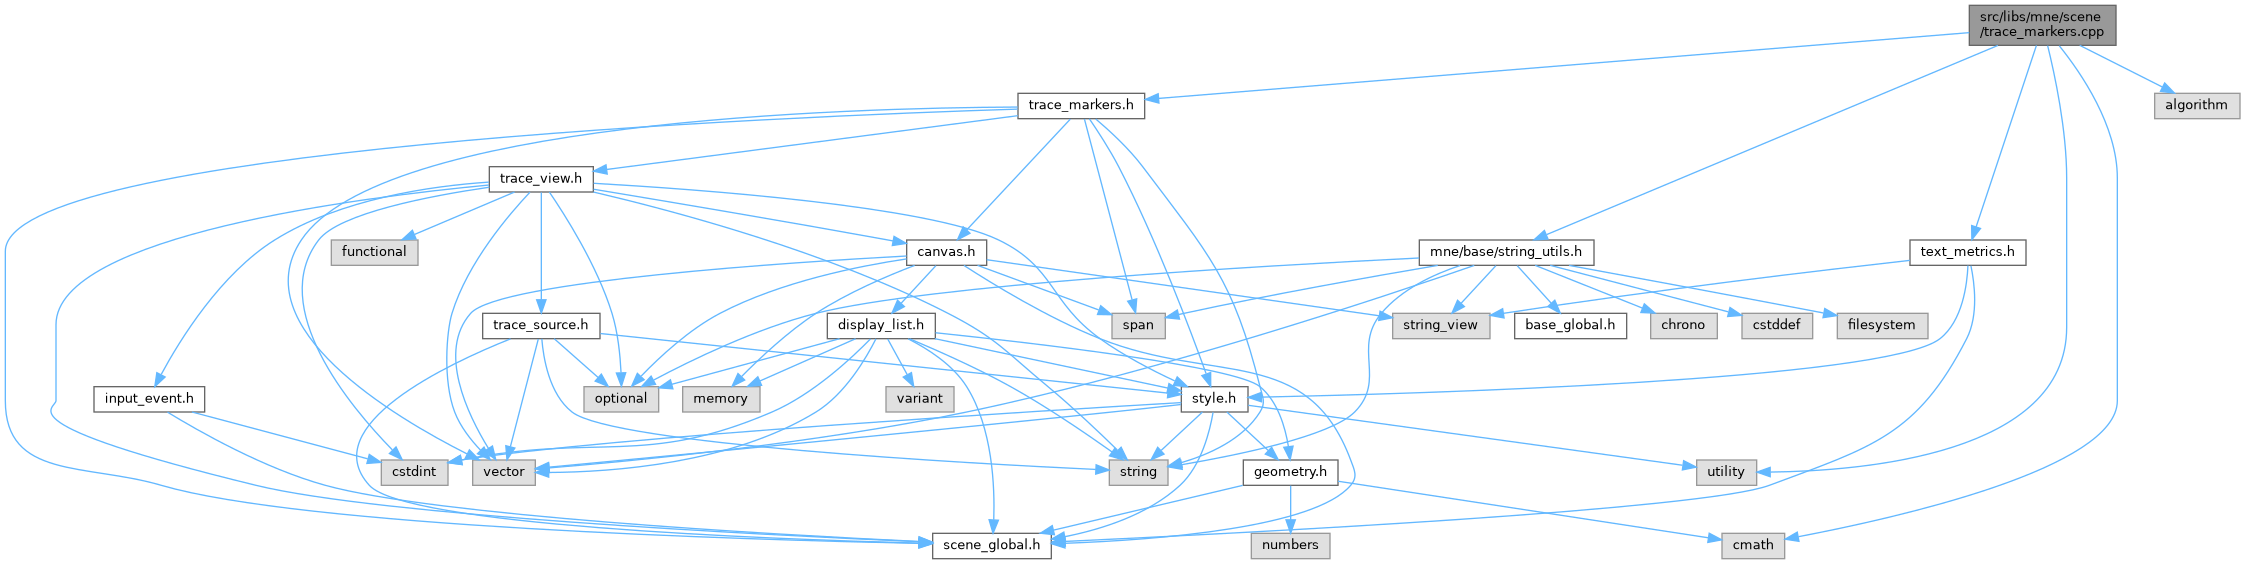 src/libs/mne/scene
/trace_markers.cpp
trace_markers.h
algorithm
trace_view.h
functional
canvas.h
mne/base/string_utils.h
text_metrics.h
trace_source.h
display_list.h
span
string_view
base_global.h
chrono
cstddef
filesystem
input_event.h
optional
memory
variant
style.h
cstdint
vector
string
geometry.h
utility
scene_global.h
numbers
cmath